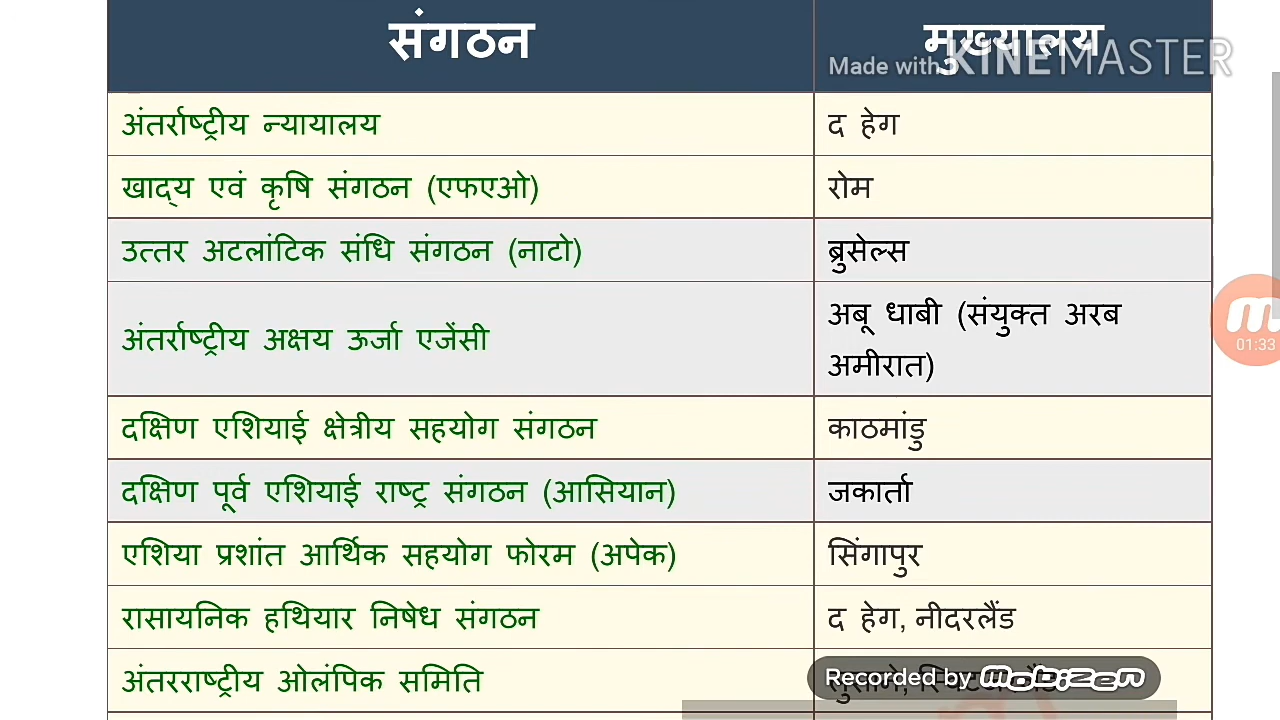 संगठन मुख्यालय
Made with KINEMASTER
अंतर्राष्ट्रीय न्यायालय द हेग
खाद्य एवं कृषि संगठन (एफएओ) रोम
उत्तर अटलांटिक संधि संगठन (नाटो) ब्रुसेल्स
अंतर्राष्ट्रीय अक्षय ऊर्जा एजेंसी अबू धाबी (संयुक्त अरब
अमीरात)
01:33
दक्षिण एशियाई क्षेत्रीय सहयोग संगठन काठमांडु
दक्षिण पूर्व एशियाई राष्ट्र संगठन (आसियान) जकार्ता
एशिया प्रशांत आर्थिक सहयोग फोरम (अपेक) सिंगापुर
रासायनिक हथियार निषेध संगठन द हेग, नीदरलैंड
अंतरराष्ट्रीय ओलंपिक समिति
Recorded by mobizen